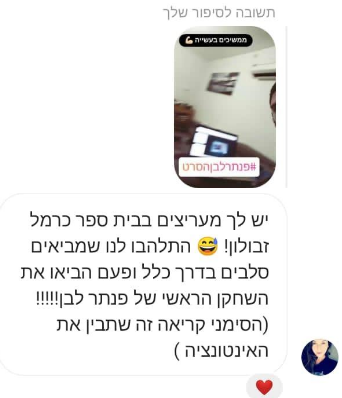 תשובה לסיפור שלך
ממשיכים בעשייה 💪🏻
#פנתרלבןהסרט
יש לך מעריצים בבית ספר כרמל
זבולון! 😅 התלהבו לנו שמביאים
סלבים בדרך כלל ופעם הביאו את
השחקן הראשי של פנתר לבן!!!!!
(הסימני קריאה זה שתבין את
האינטונציה )